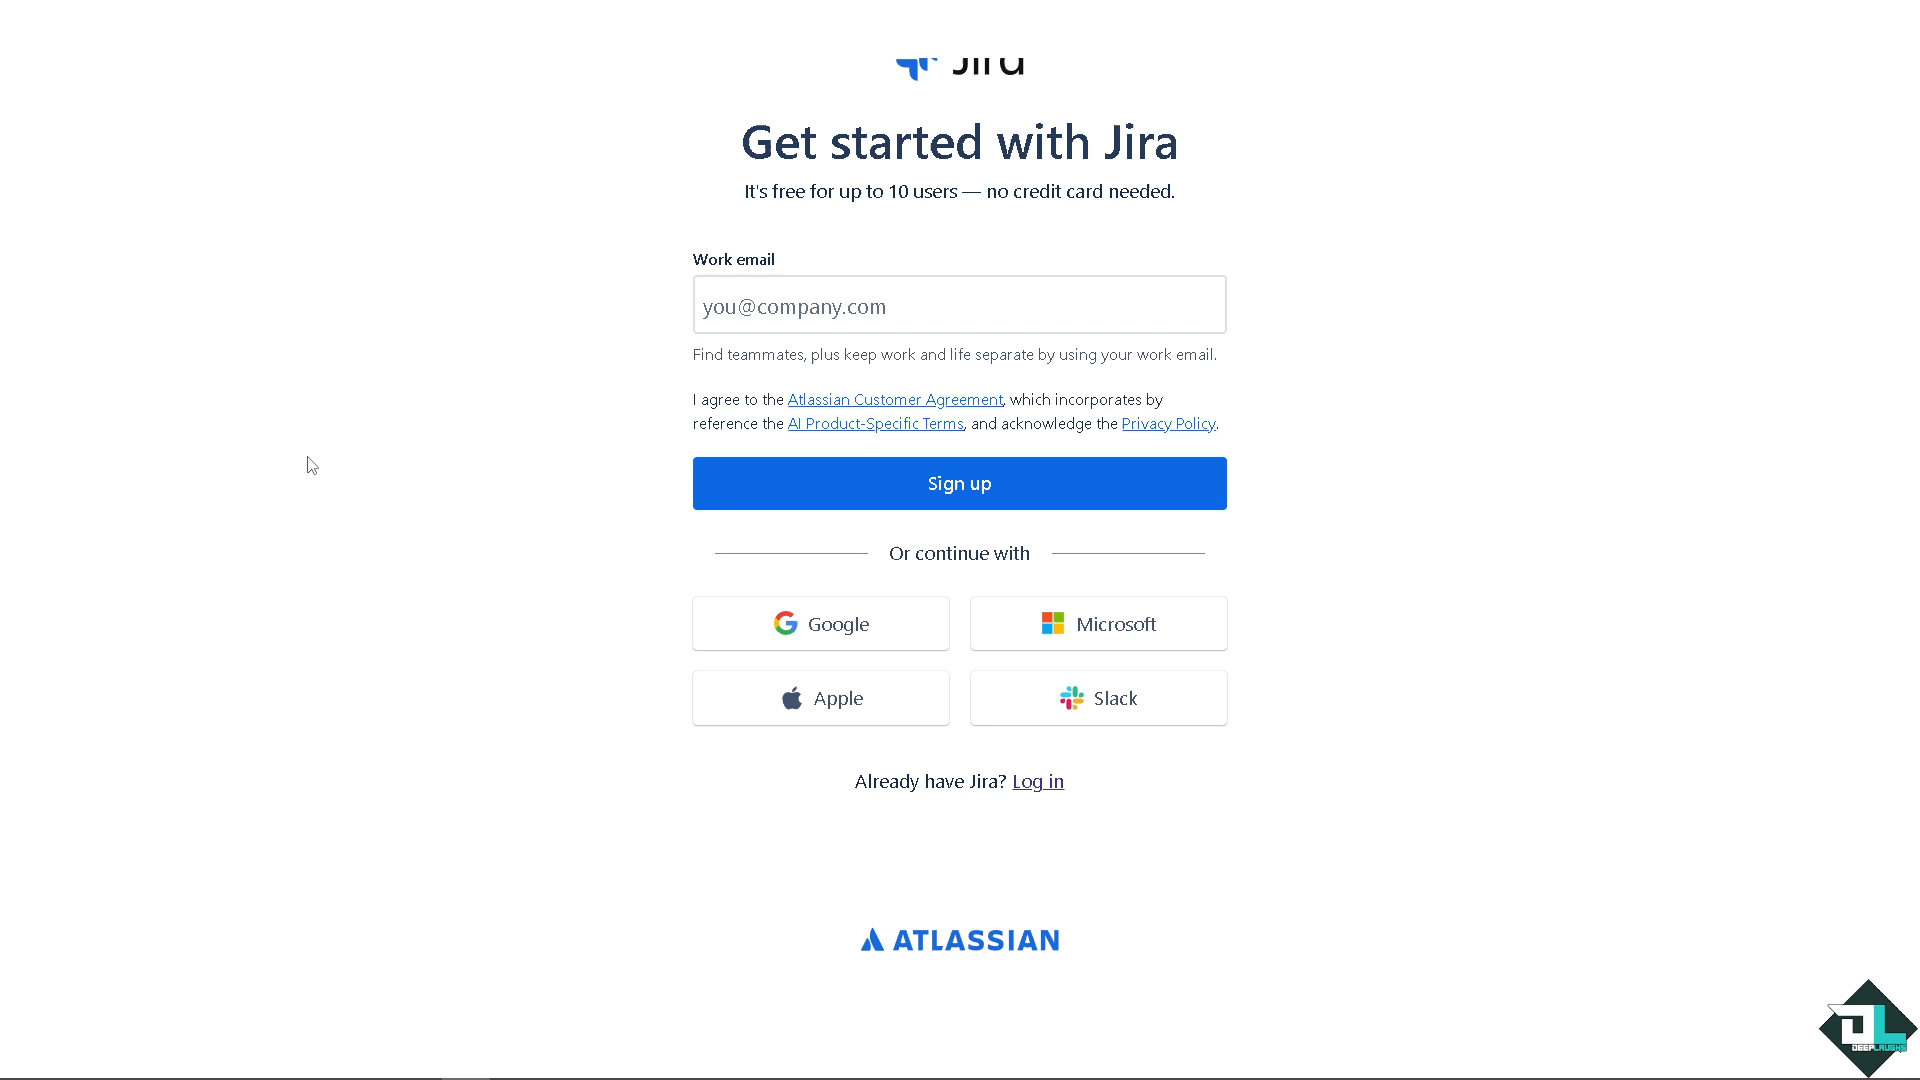 Jira
Get started with Jira
It's free for up to 10 users — no credit card needed.
Work email
you@company.com
Find teammates, plus keep work and life separate by using your work email.
I agree to the Atlassian Customer Agreement, which incorporates by
reference the AI Product-Specific Terms, and acknowledge the Privacy Policy.
Sign up
Or continue with
Google
Microsoft
Apple
Slack
Already have Jira? Log in
ATLASSIAN
DL
DEEPLAUGHS